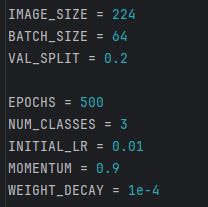 IMAGE_SIZE = 224
BATCH_SIZE = 64
VAL_SPLIT = 0.2
EPOCHS = 500
NUM_CLASSES = 3
INITIAL_LR = 0.01
MOMENTUM = 0.9
WEIGHT_DECAY = 1e-4